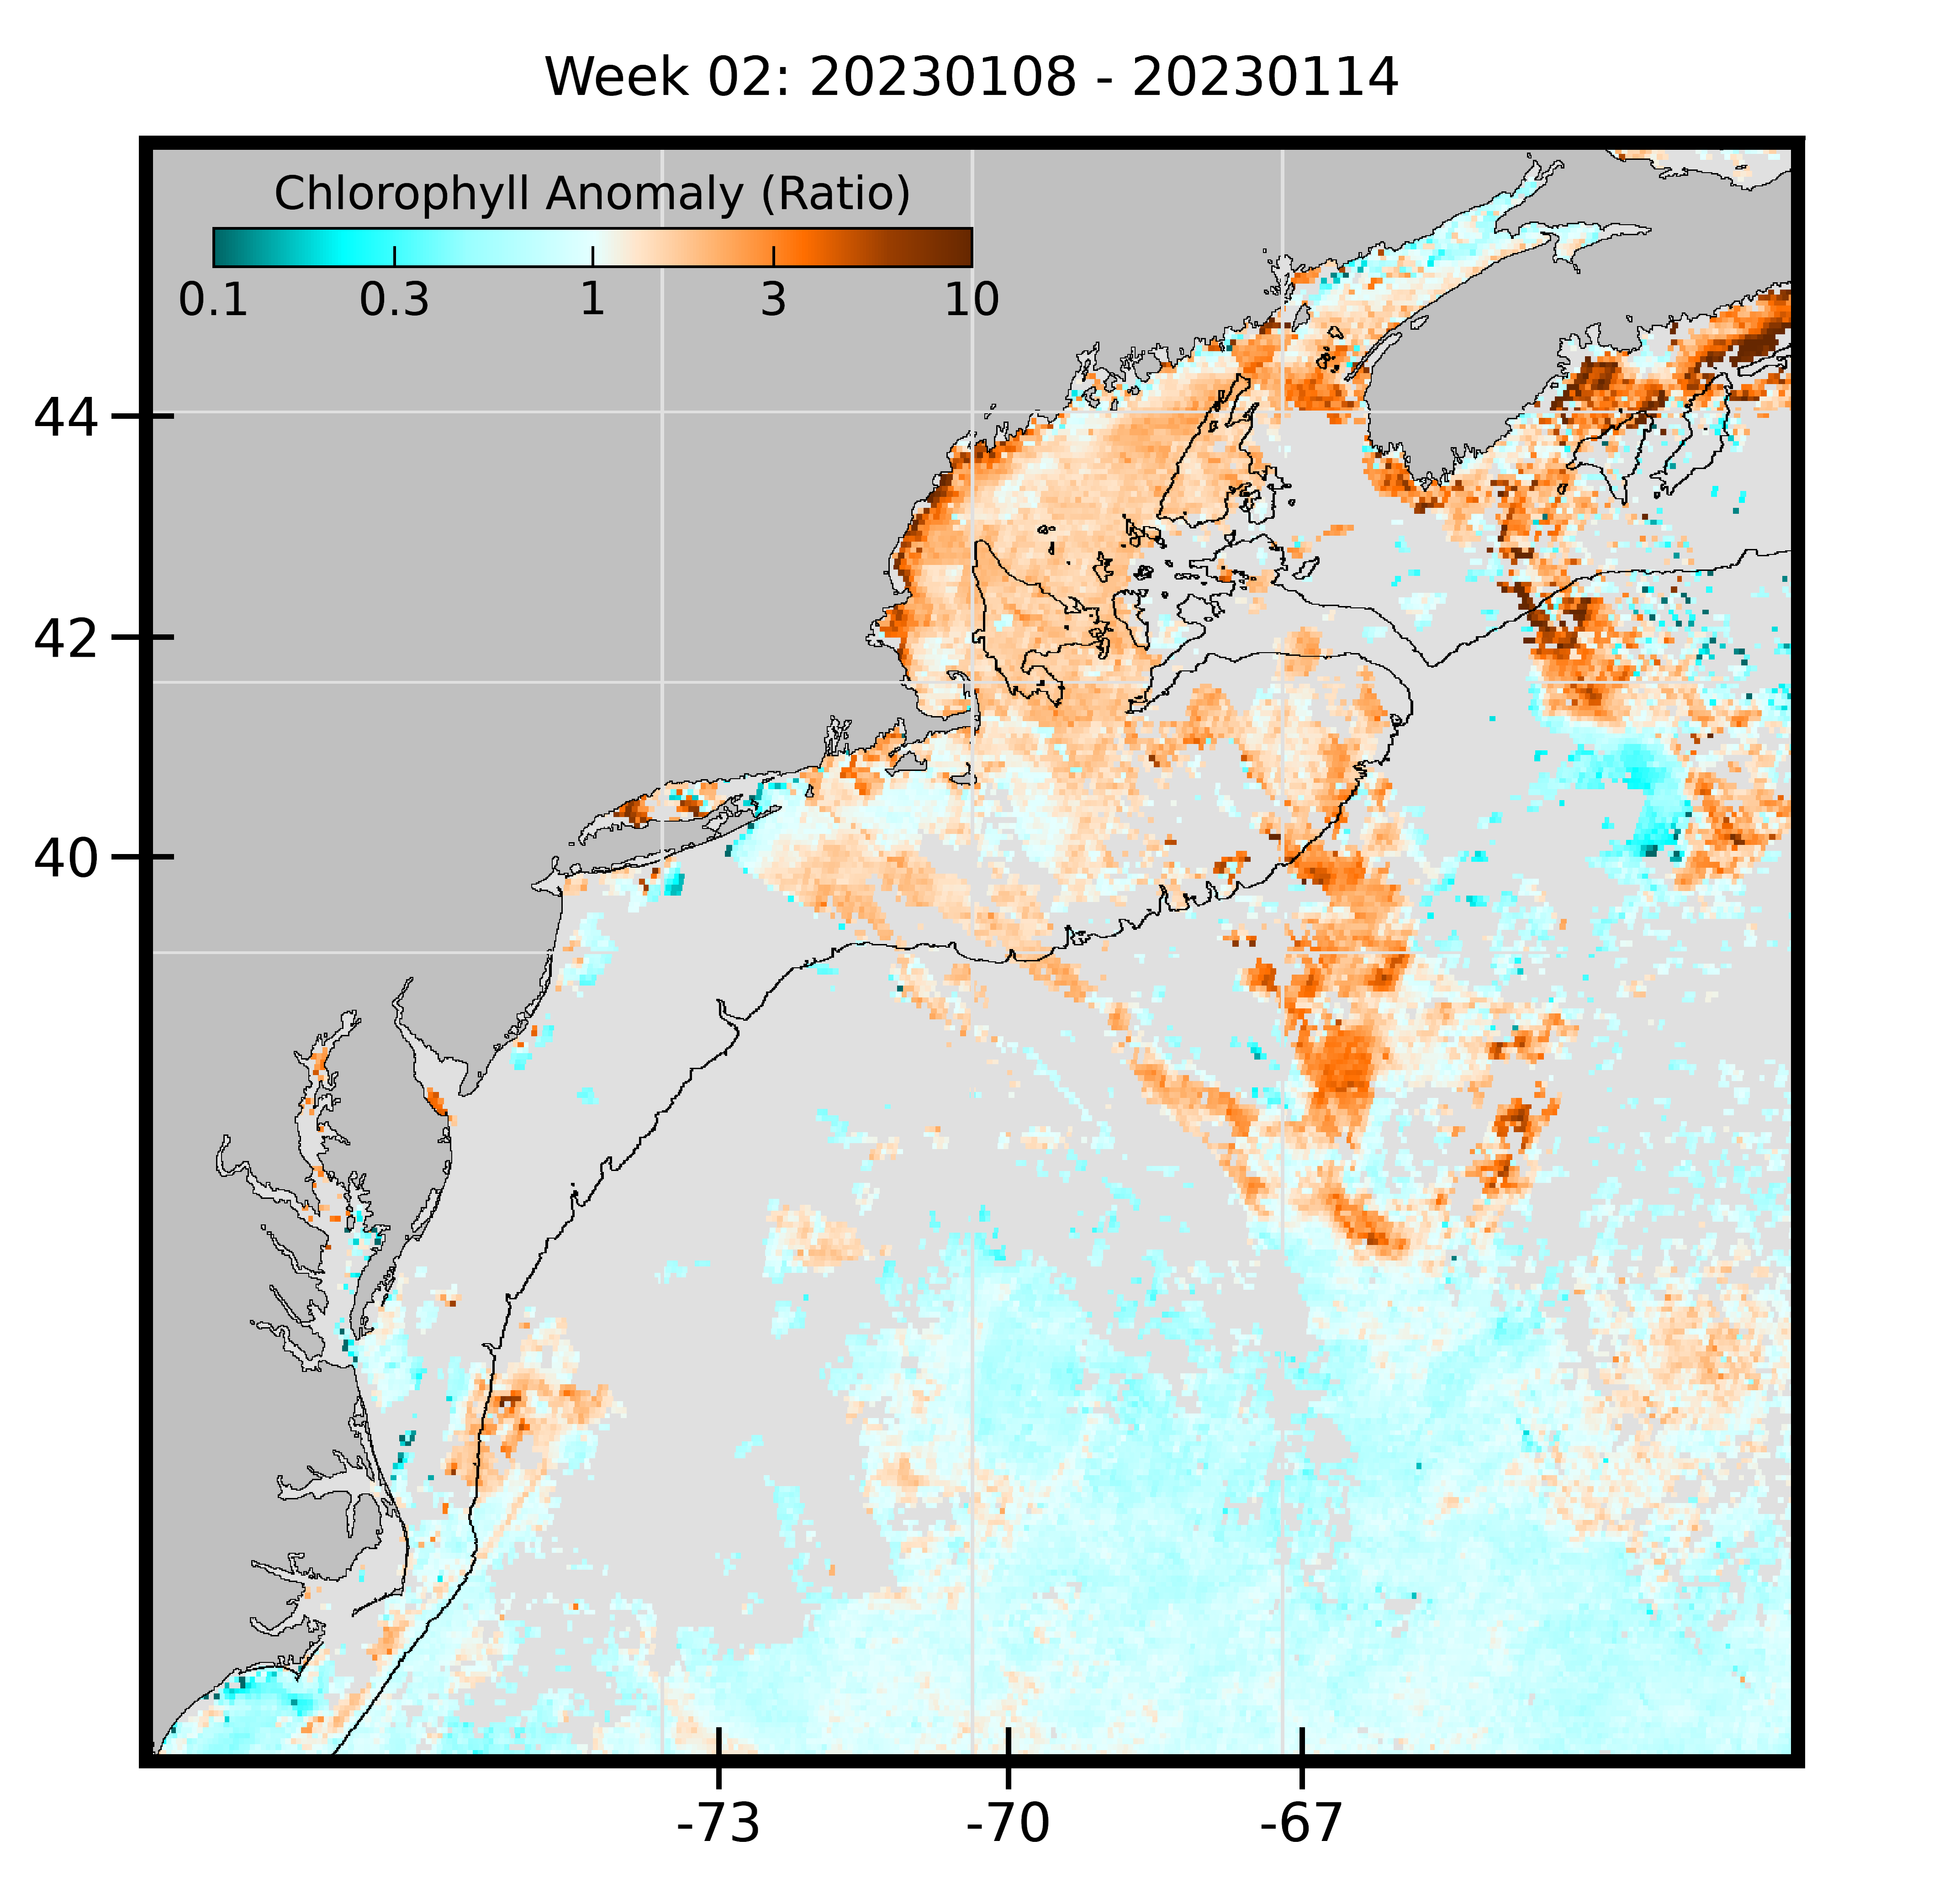 Week 02: 20230108 - 20230114
Chlorophyll Anomaly (Ratio)
0.1 0.3 1 3 10
44
42
40
-73 -70 -67